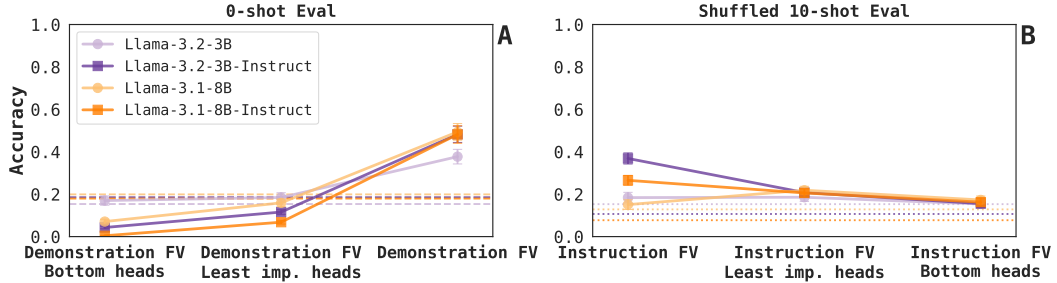 0-shot Eval
A
Accuracy
1.0
0.8
0.6
0.4
0.2
0.0
Llama-3.2-3B
Llama-3.2-3B-Instruct
Llama-3.1-8B
Llama-3.1-8B-Instruct
Demonstration FV
Bottom heads
Demonstration FV
Least imp. heads
Demonstration FV
Shuffled 10-shot Eval
B
1.0
0.8
0.6
0.4
0.2
0.0
Instruction FV
Instruction FV
Least imp. heads
Instruction FV
Bottom heads